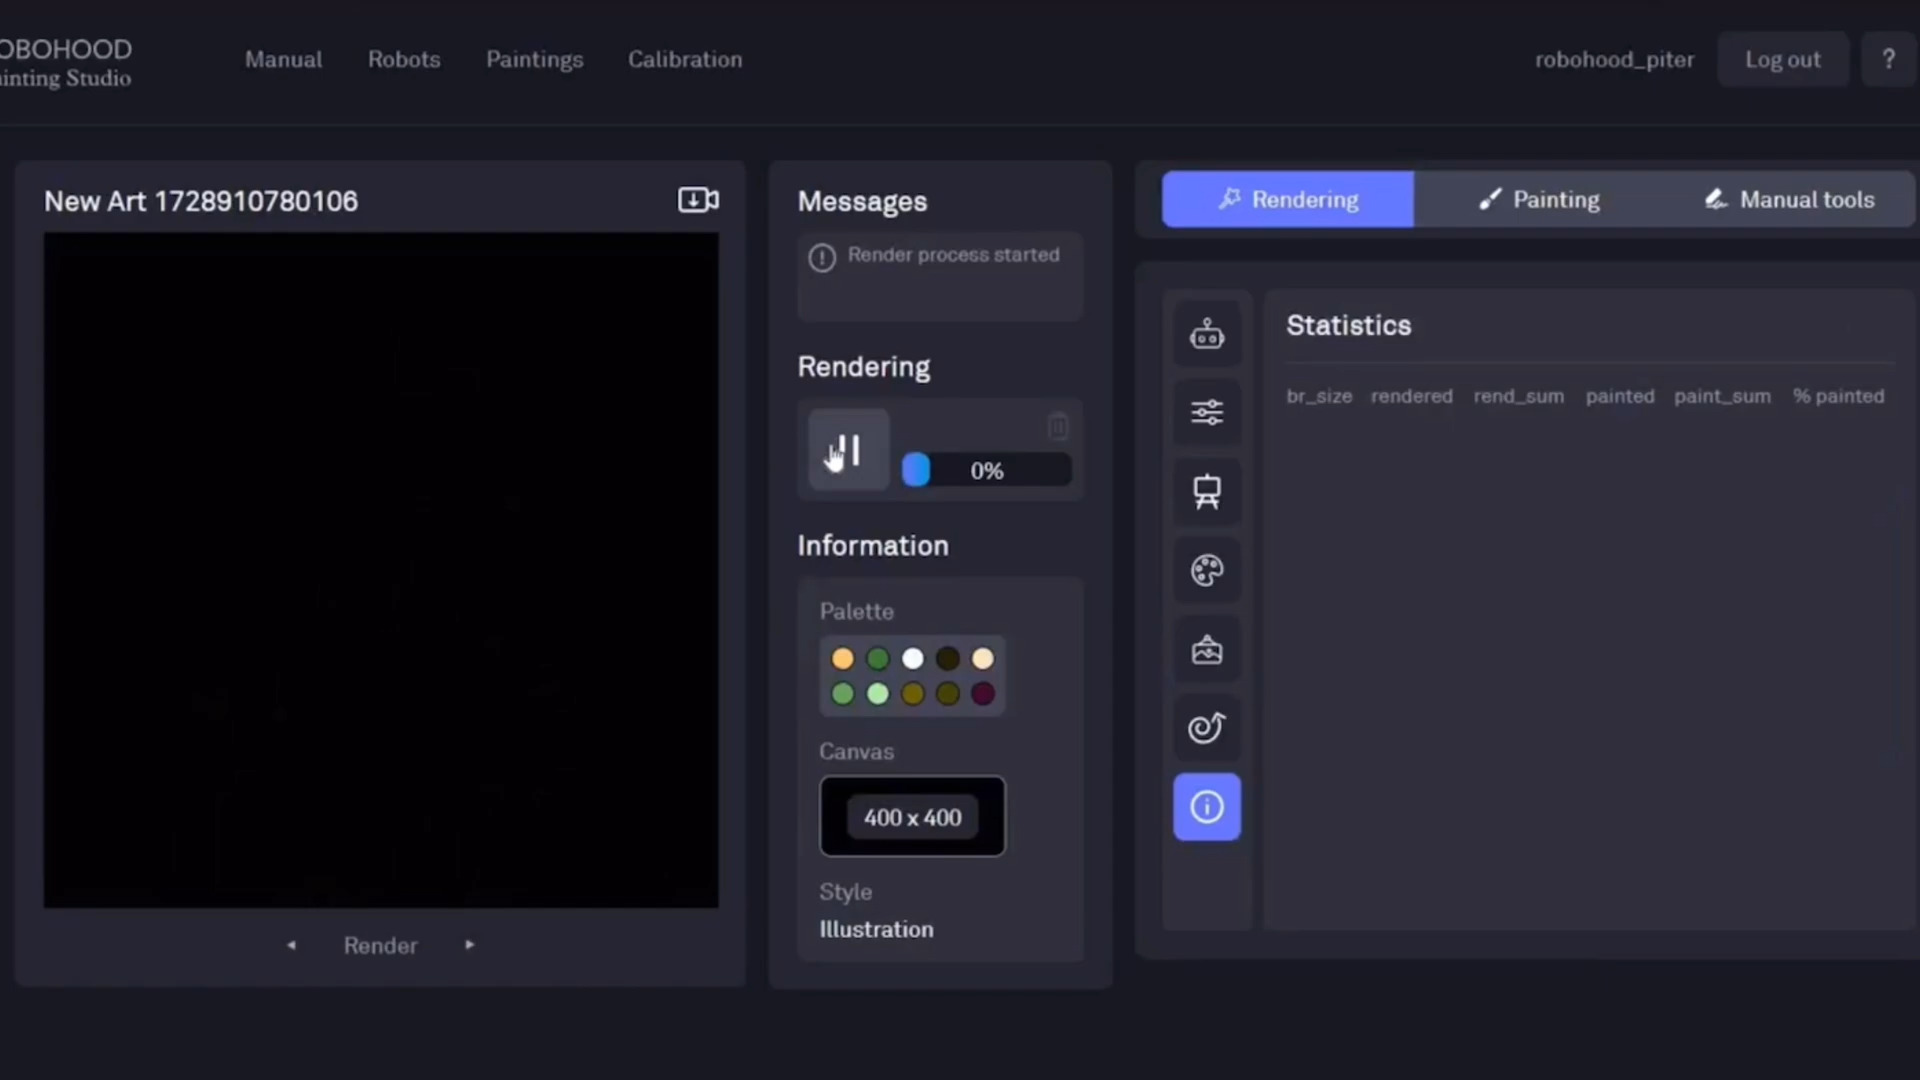 OBOHOOD
ainting Studio
Manual
Robots
Paintings
Calibration
robohood_piter
Log out
?
New Art 1728910780106
Render
Messages
Render process started
Rendering
0%
Information
Palette
Canvas
400 x 400
Style
Illustration
Rendering
Painting
Manual tools
Statistics
br_size rendered rend_sum painted paint_sum % painted